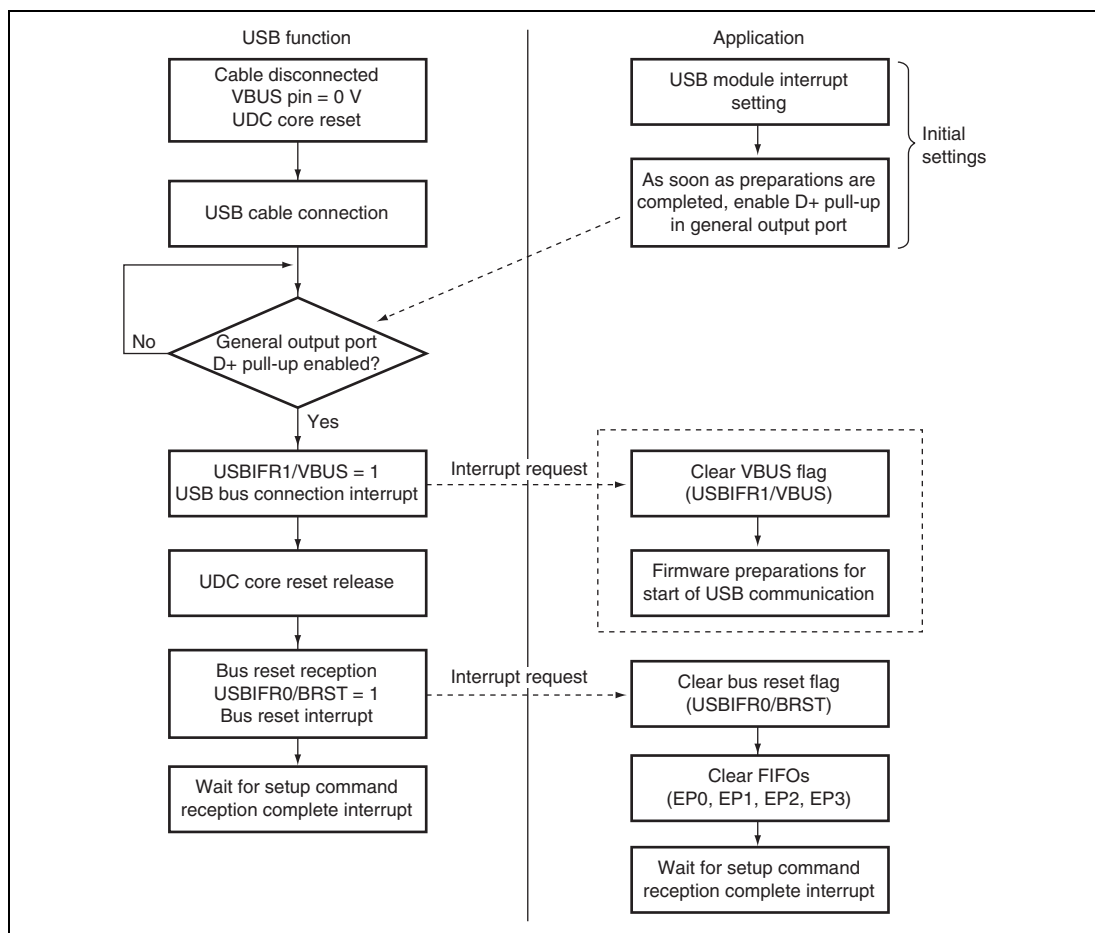 USB function
Application
Cable disconnected
VBUS pin = 0 V
UDC core reset
USB module interrupt
setting
Initial
settings
As soon as preparations are
completed, enable D+ pull-up
in general output port
USB cable connection
General output port
D+ pull-up enabled?
No
Yes
USBIFR1/VBUS = 1
USB bus connection interrupt
Interrupt request
Clear VBUS flag
(USBIFR1/VBUS)
UDC core reset release
Firmware preparations for
start of USB communication
Bus reset reception
USBIFR0/BRST = 1
Bus reset interrupt
Interrupt request
Clear bus reset flag
(USBIFR0/BRST)
Wait for setup command
reception complete interrupt
Clear FIFOs
(EP0, EP1, EP2, EP3)
Wait for setup command
reception complete interrupt